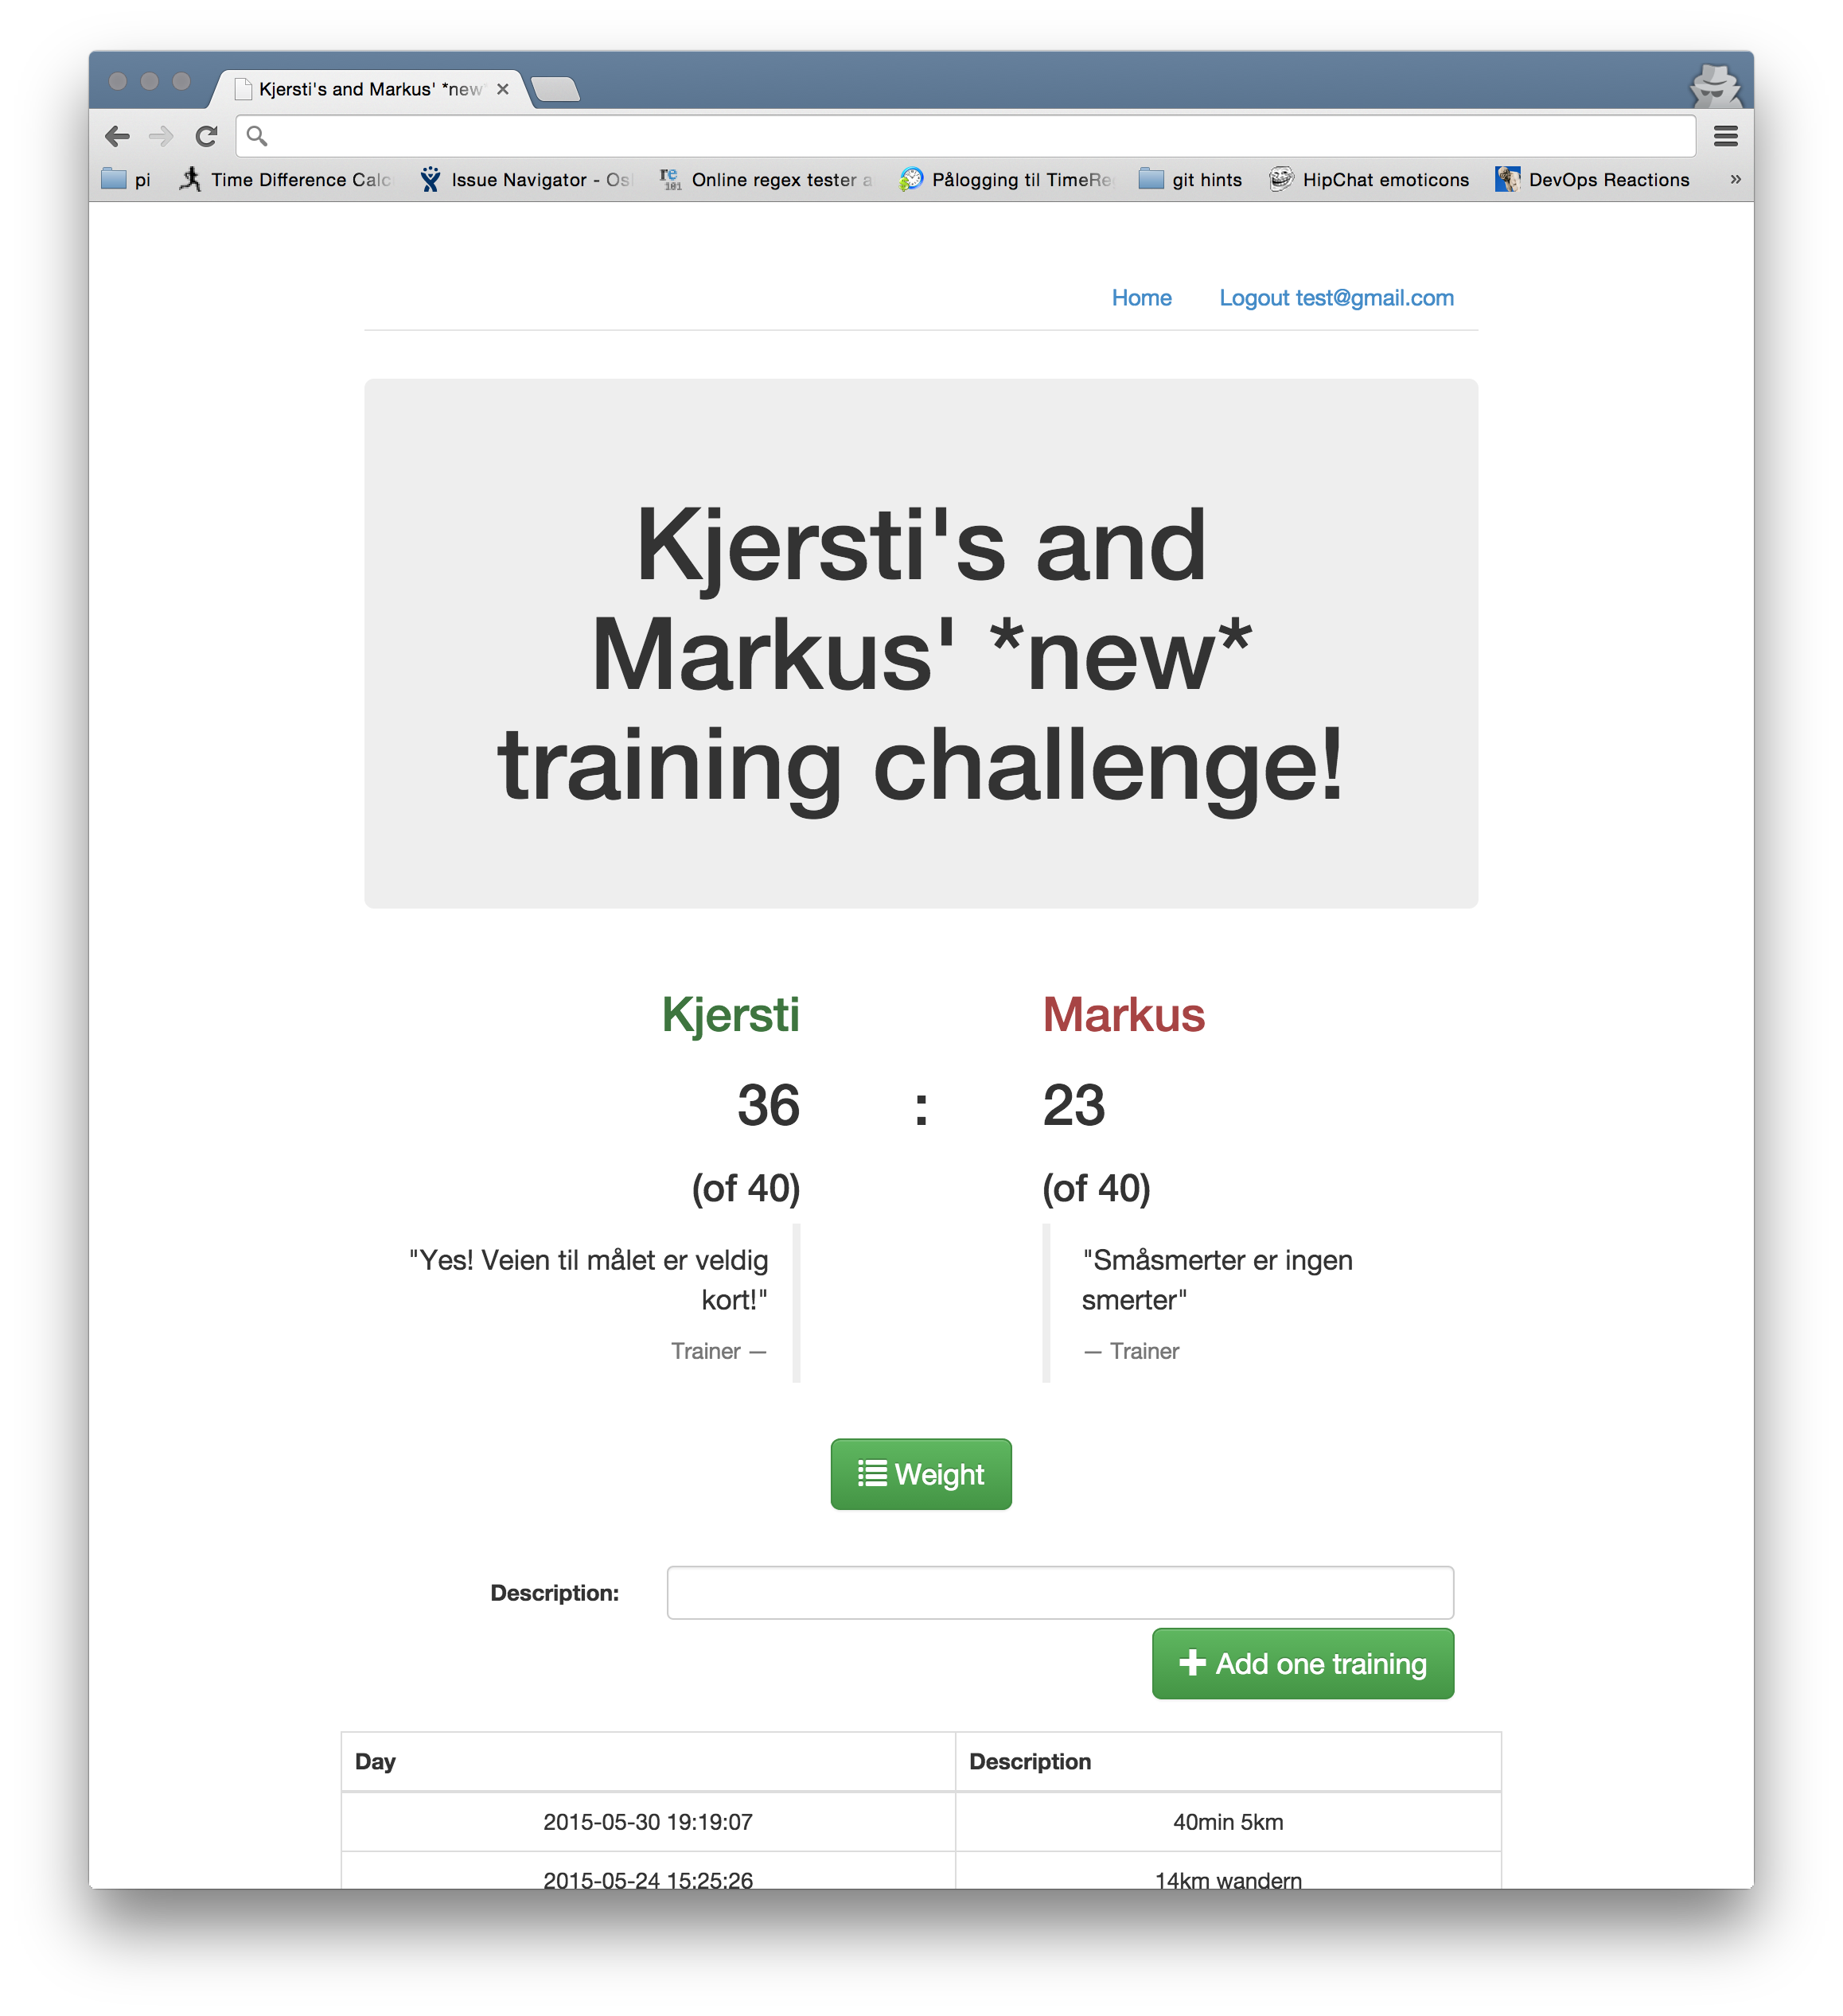 Kjersti's and Markus' *new
pi Time Difference Calc Issue Navigator - Osl Online regex tester a Pålogging til TimeRe git hints HipChat emoticons DevOps Reactions »
Home Logout test@gmail.com
Kjersti's and
Markus' *new*
training challenge!
Kjersti Markus
36 : 23
(of 40) (of 40)
"Yes! Veien til målet er veldig
kort!"
Trainer —
"Småsmerter er ingen
smerter"
— Trainer
Weight
Description:
Add one training
Day Description
2015-05-30 19:19:07 40min 5km
2015-05-24 15:25:26 14km wandern